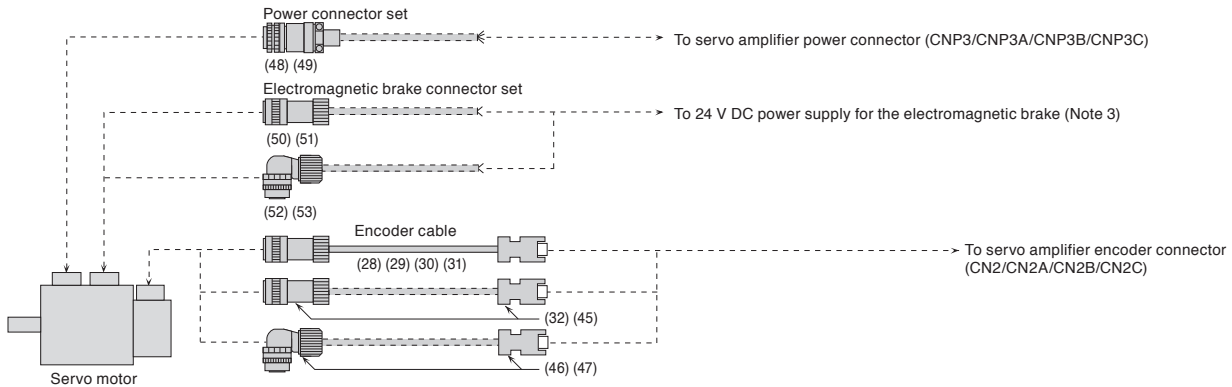 Power connector set
To servo amplifier power connector (CNP3/CNP3A/CNP3B/CNP3C)
(48) (49)
Electromagnetic brake connector set
To 24 V DC power supply for the electromagnetic brake (Note 3)
(50) (51)
(52) (53)
Encoder cable
(28) (29) (30) (31)
To servo amplifier encoder connector
(CN2/CN2A/CN2B/CN2C)
(32) (45)
(46) (47)
Servo motor